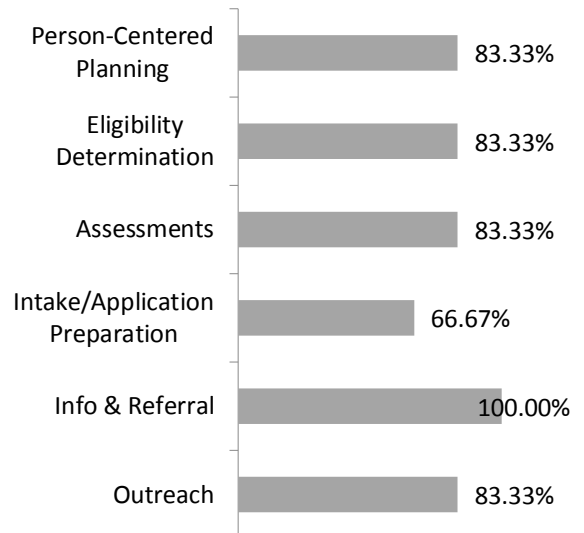 Person-Centered
Planning
83.33%
Eligibility
Determination
83.33%
Assessments
83.33%
Intake/Application
Preparation
66.67%
Info & Referral
100.00%
Outreach
83.33%